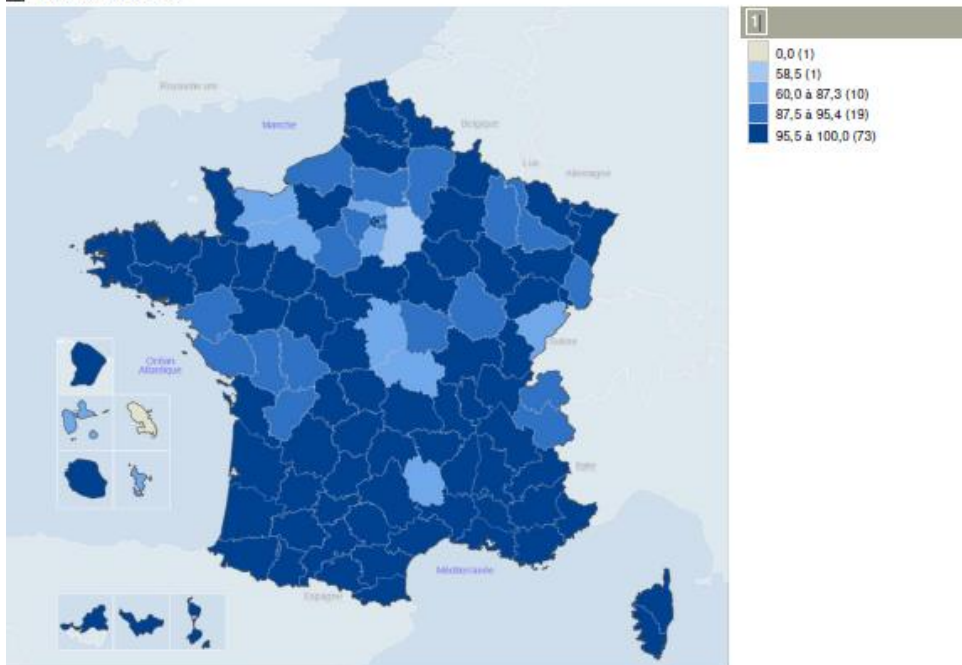 1
0,0 (1)
58,5 (1)
60,0 à 87,3 (10)
87,5 à 95,4 (19)
95,5 à 100,0 (73)
Royaume-uni
Manche
Belgique
Lux
Allemagne
Suisse
Océan
Atlantique
Italie
Méditerranée
Espagne